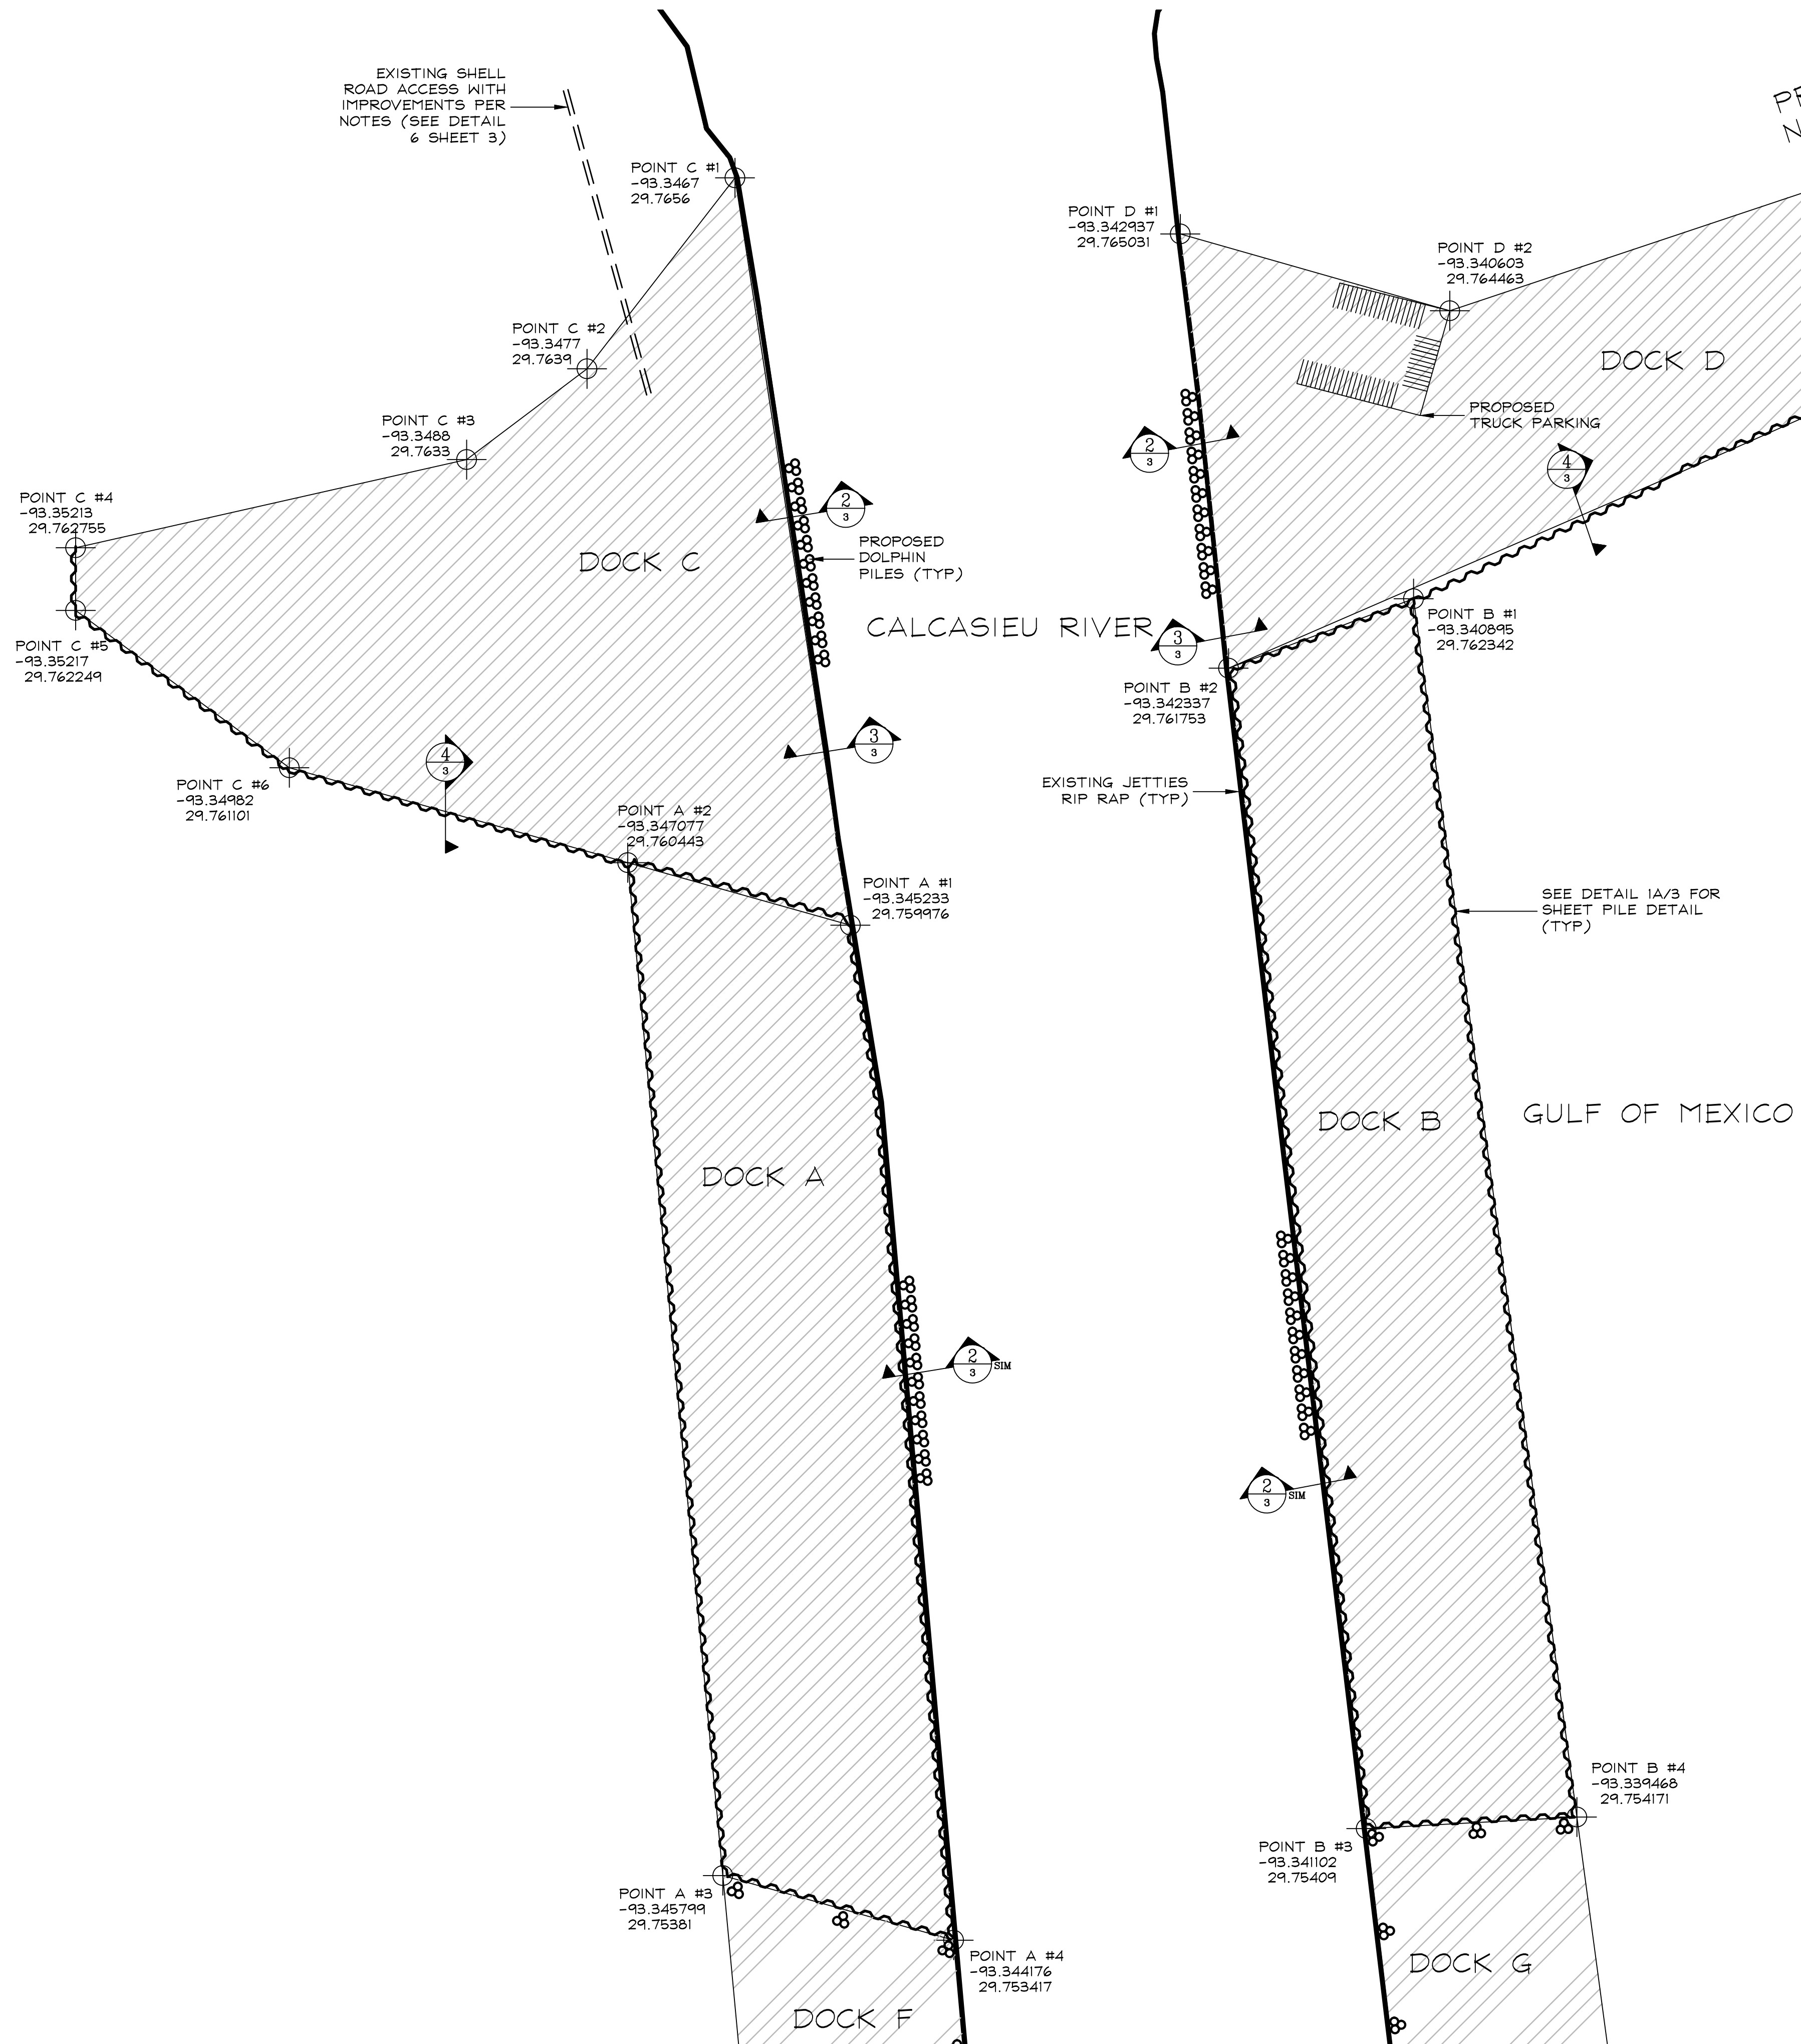 EXISTING SHELL
ROAD ACCESS WITH
IMPROVEMENTS PER
NOTES (SEE DETAIL
6 SHEET 3)
POINT C #1
-93.3467
29.7656
POINT D #1
-93.342937
29.765031
POINT D #2
-93.340603
29.764463
POINT C #2
-93.3477
29.7639
DOCK D
PROPOSED
TRUCK PARKING
POINT C #3
-93.3488
29.7633
2
3
4
3
POINT C #4
-93.35213
29.762755
2
3
DOCK C
PROPOSED
DOLPHIN
PILES (TYP)
CALCASIEU RIVER
3
3
POINT B #1
-93.340895
29.762342
POINT C #5
-93.35217
29.762249
POINT B #2
-93.342337
29.761753
3
3
4
3
POINT C #6
-93.34982
29.761101
EXISTING JETTIES
RIP RAP (TYP)
POINT A #2
-93.347077
29.760443
POINT A #1
-93.345233
29.759976
SEE DETAIL 1A/3 FOR
SHEET PILE DETAIL
(TYP)
DOCK B
GULF OF MEXICO
DOCK A
2
3
SIM
2
3
SIM
POINT B #4
-93.339468
29.754171
POINT B #3
-93.341102
29.75409
POINT A #3
-93.345799
29.75381
POINT A #4
-93.344176
29.753417
DOCK G
DOCK F